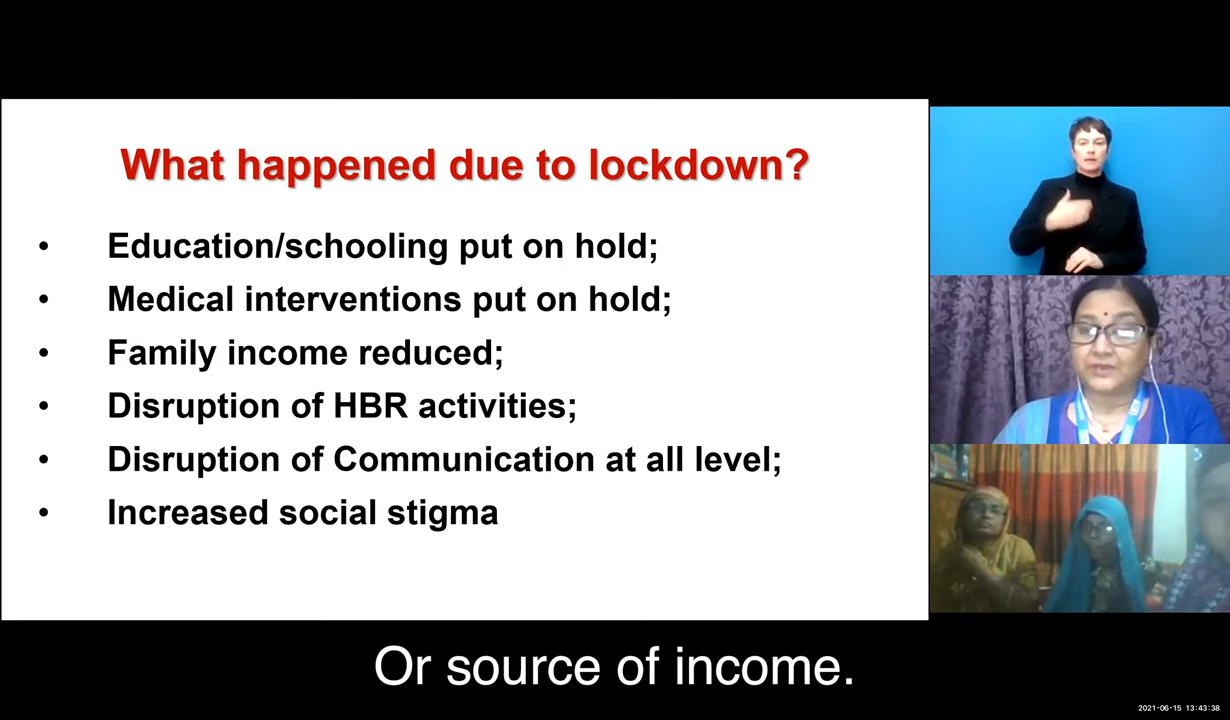 What happened due to lockdown?
• Education/schooling put on hold;
• Medical interventions put on hold;
• Family income reduced;
• Disruption of HBR activities;
• Disruption of Communication at all level;
• Increased social stigma
Or source of income.
2021-06-15 13:43:38